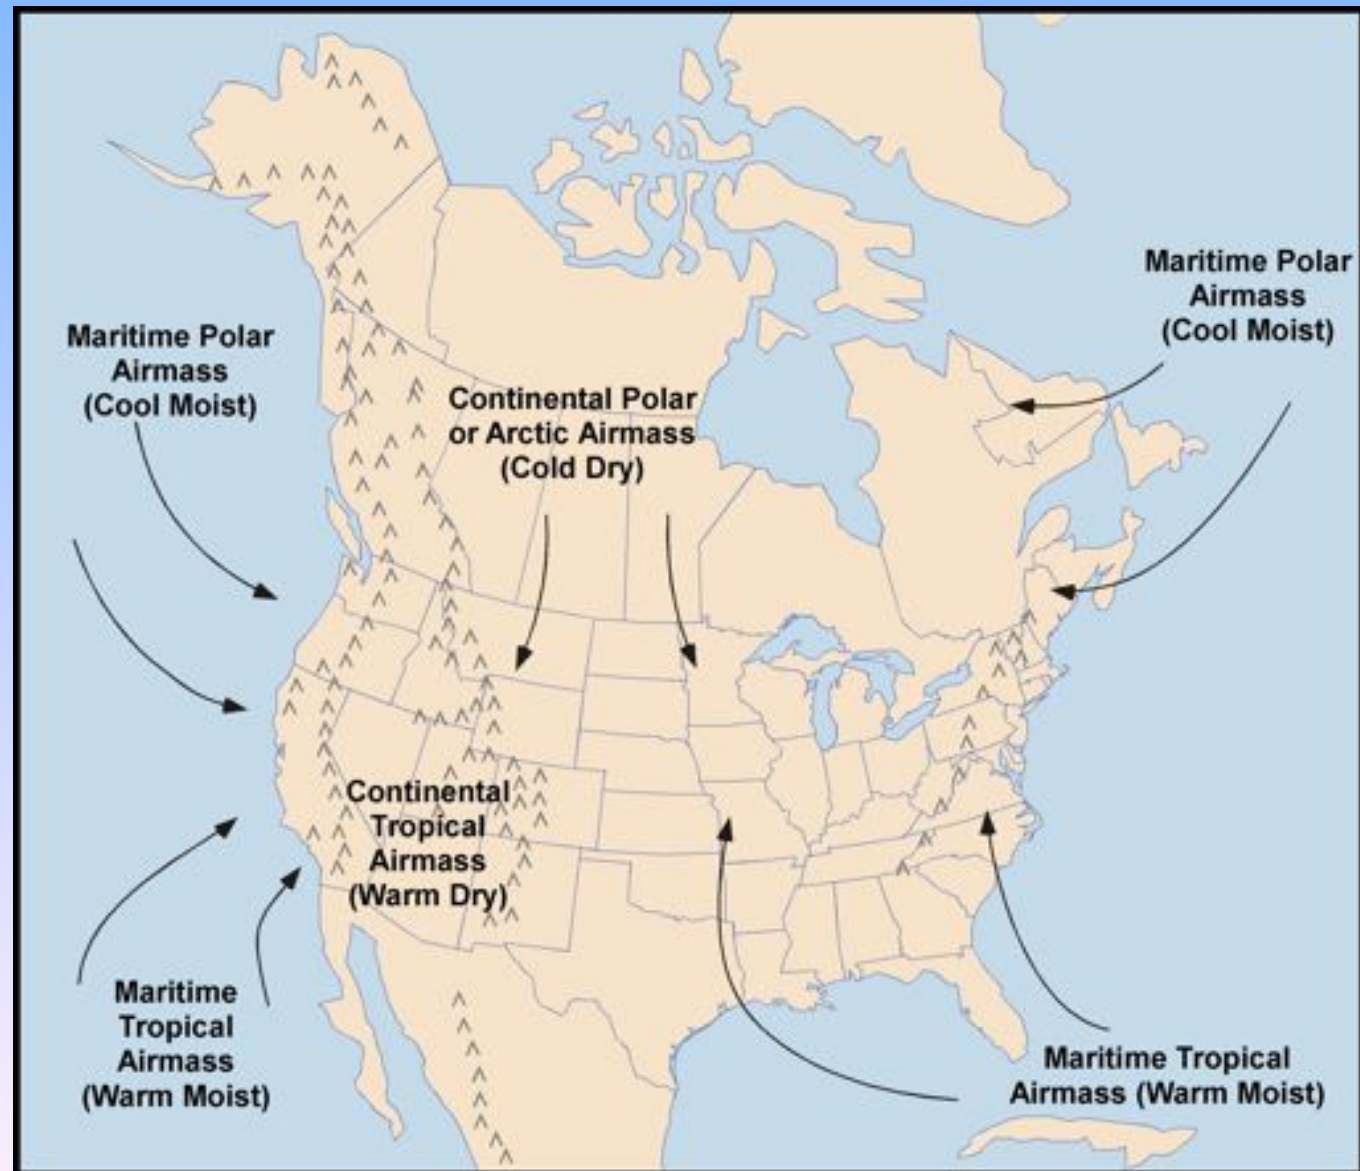 Maritime Polar
Airmass
(Cool Moist)
Maritime Polar
Airmass
(Cool Moist)
Continental Polar
or Arctic Airmass
(Cold Dry)
Continental
Tropical
Airmass
(Warm Dry)
Maritime
Tropical
Airmass
(Warm Moist)
Maritime Tropical
Airmass (Warm Moist)